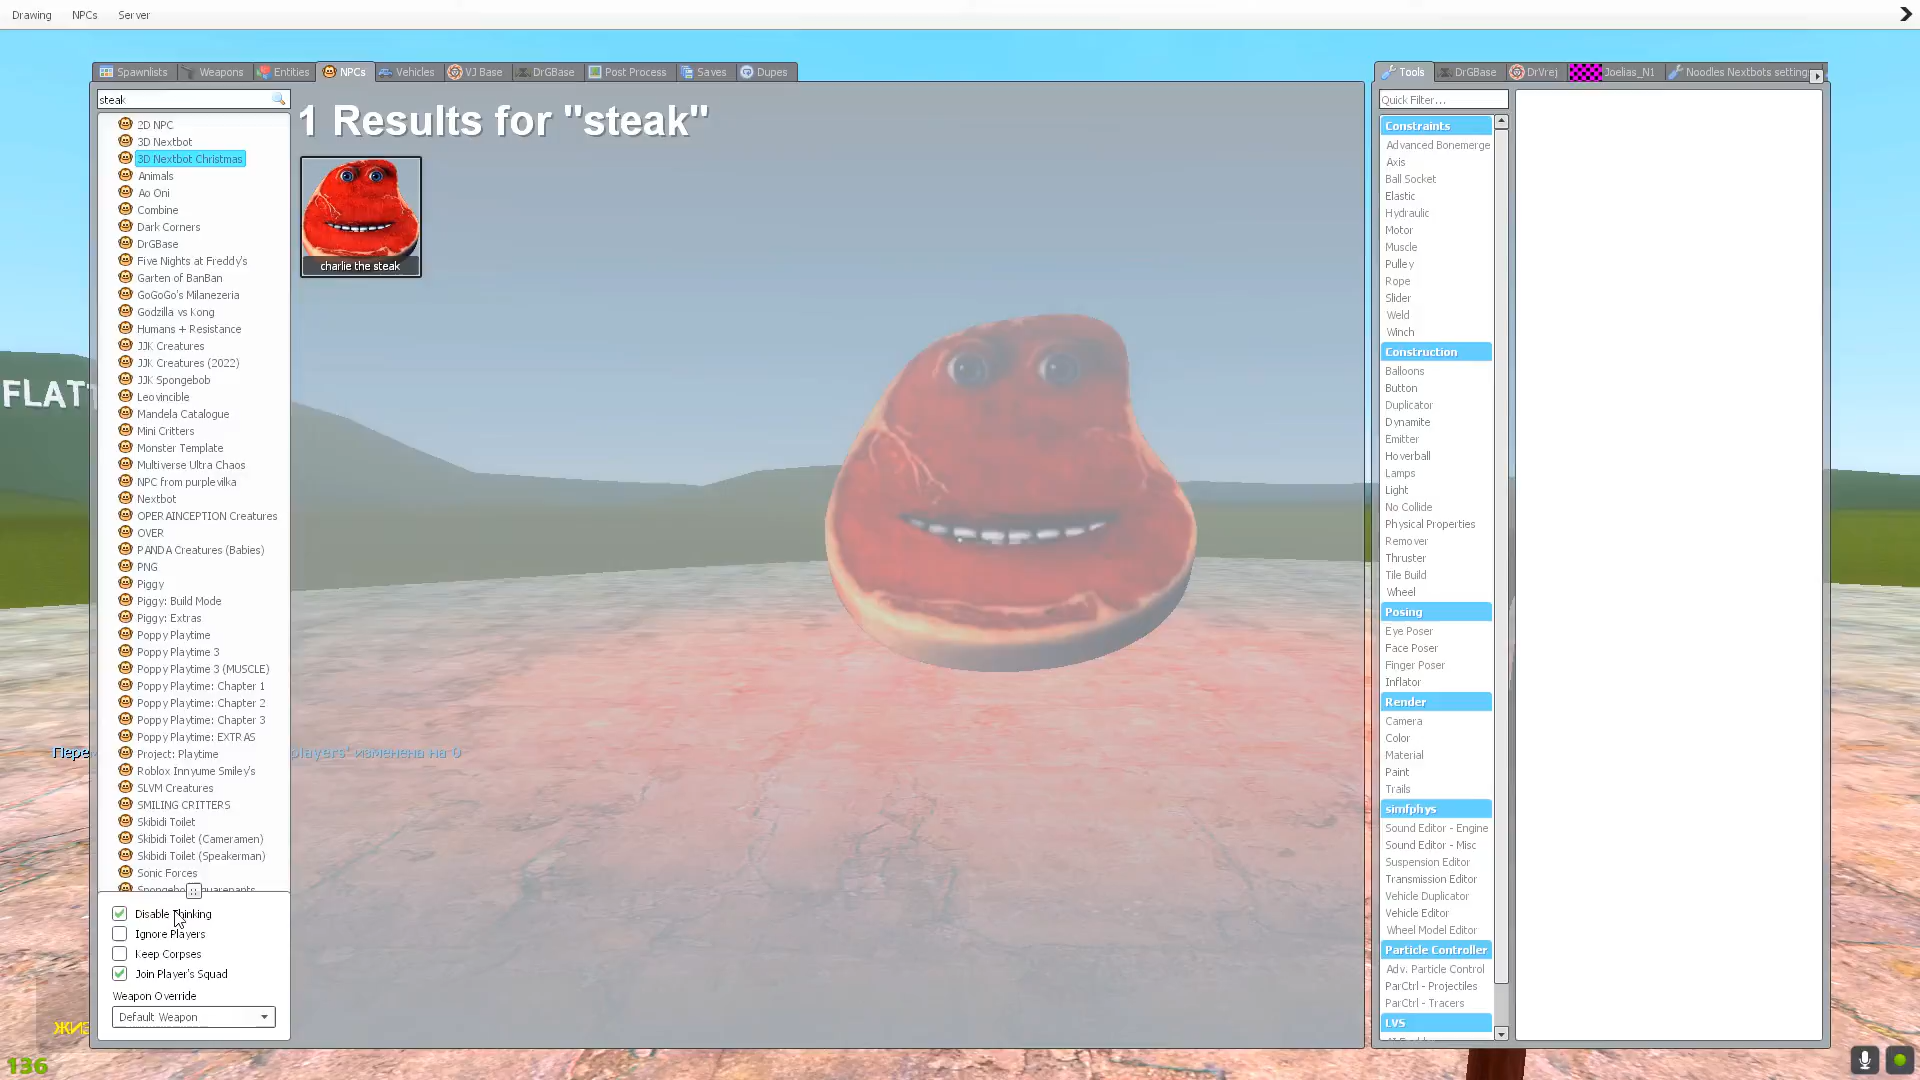 Drawing NPCs Server
Spawnlists Weapons Entities NPCs Vehicles VJ Base DrGBase Post Process Saves Dupes
steak
1 Results for "steak"
charlie the steak
2D NPC
3D Nextbot
3D Nextbot Christmas
Animals
Ao Oni
Combine
Dark Corners
DrGBase
Five Nights at Freddy's
Garten of BanBan
GoGoGo's Milanezeria
Godzilla vs Kong
Humans + Resistance
JJK Creatures
JJK Creatures (2022)
JJK Spongebob
Leovincible
Mandela Catalogue
Mini Critters
Monster Template
Multiverse Ultra Chaos
NPC from purplevilka
Nextbot
OPERAINCEPTION Creatures
OVER
PANDA Creatures (Babies)
PNG
Piggy
Piggy: Build Mode
Piggy: Extras
Poppy Playtime
Poppy Playtime 3
Poppy Playtime 3 (MUSCLE)
Poppy Playtime: Chapter 1
Poppy Playtime: Chapter 2
Poppy Playtime: Chapter 3
Poppy Playtime: EXTRAS
Project: Playtime
Roblox Innyume Smiley's
SLVM Creatures
SMILING CRITTERS
Skibidi Toilet
Skibidi Toilet (Cameramen)
Skibidi Toilet (Speakerman)
Sonic Forces
Disable Thinking
Ignore Players
Keep Corpses
Join Player's Squad
Weapon Override
Default Weapon
FLAT
Пере
players" изменена на 0
ЖИЗ
136
Tools DrGBase DrVrej Joelias_N1 Noodles Nextbots setting
Quick Filter...
Constraints
Advanced Bonemerge
Axis
Ball Socket
Elastic
Hydraulic
Motor
Muscle
Pulley
Rope
Slider
Weld
Winch
Construction
Balloons
Button
Duplicator
Dynamite
Emitter
Hoverball
Lamps
Light
No Collide
Physical Properties
Remover
Thruster
Tile Build
Wheel
Posing
Eye Poser
Face Poser
Finger Poser
Inflator
Render
Camera
Color
Material
Paint
Trails
simfphys
Sound Editor - Engine
Sound Editor - Misc
Suspension Editor
Transmission Editor
Vehicle Duplicator
Vehicle Editor
Wheel Model Editor
Particle Controller
Adv. Particle Control
ParCtrl - Projectiles
ParCtrl - Tracers
LVS